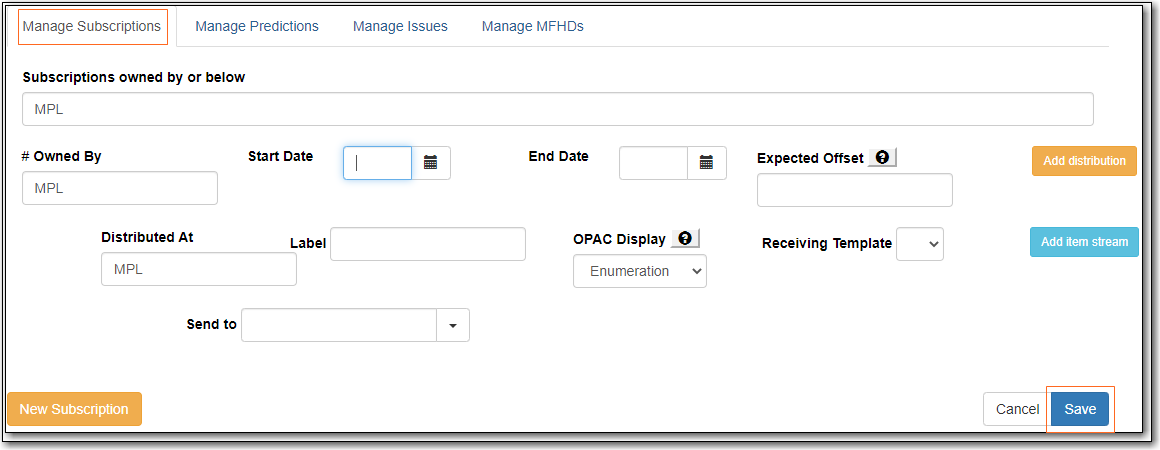 Manage Subscriptions Manage Predictions Manage Issues Manage MFHDs
Subscriptions owned by or below
MPL
# Owned By Start Date End Date Expected Offset ? Add distribution
MPL
Distributed At Label OPAC Display ? Receiving Template Add item stream
MPL Enumeration
Send to
New Subscription Cancel Save